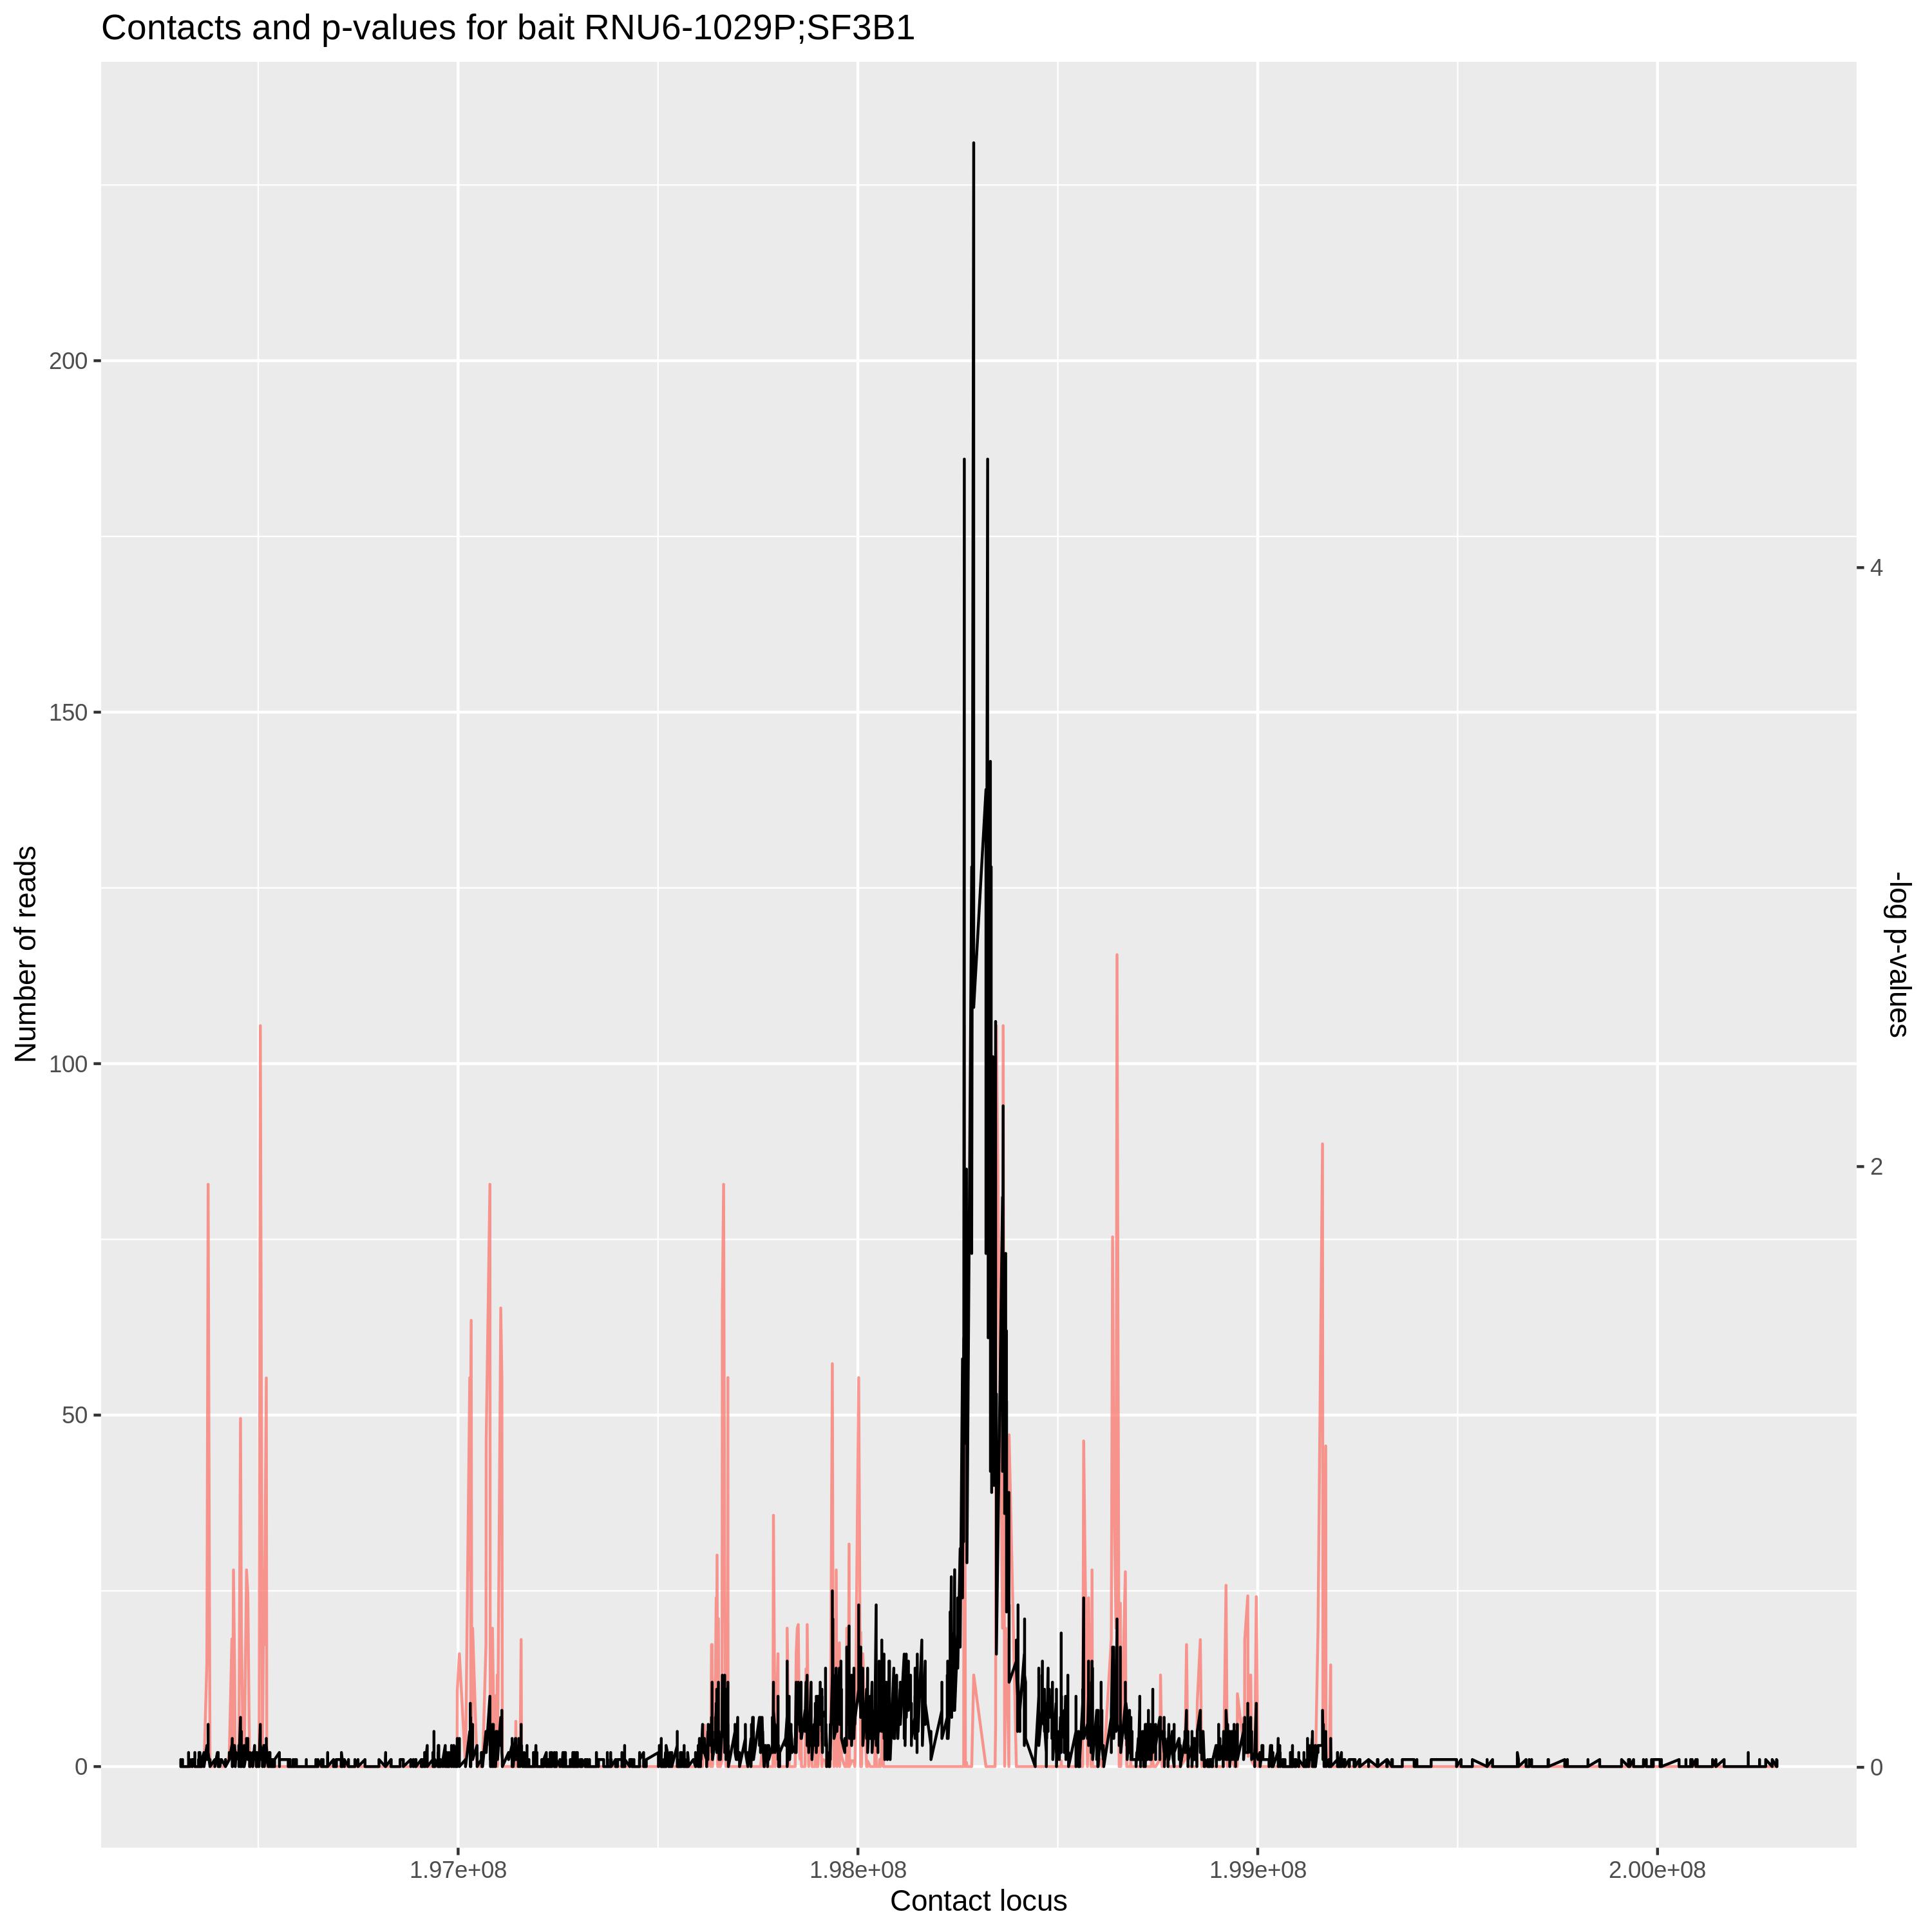 Contacts and p-values for bait RNU6-1029P;SF3B1
Number of reads
200
150
100
50
0
4
2
0
-log p-values
1.97e+08
1.98e+08
1.99e+08
2.00e+08
Contact locus